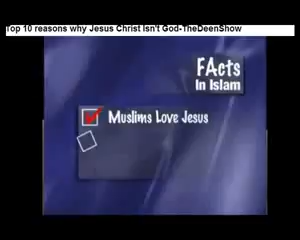 Top 10 reasons why Jesus Christ Isn't God-TheDeenShow
FActs
In Islam
Muslims Love Jesus